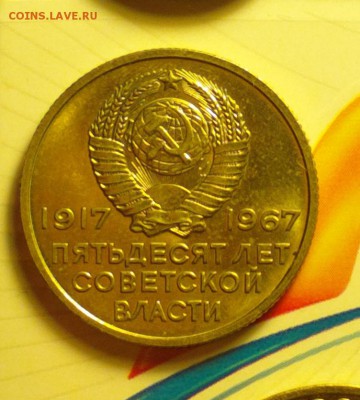 COINS.LAVE.RU
1917 1967
ПЯТЬДЕСЯТ ЛЕТ
СОВЕТСКОЙ
ВЛАСТИ